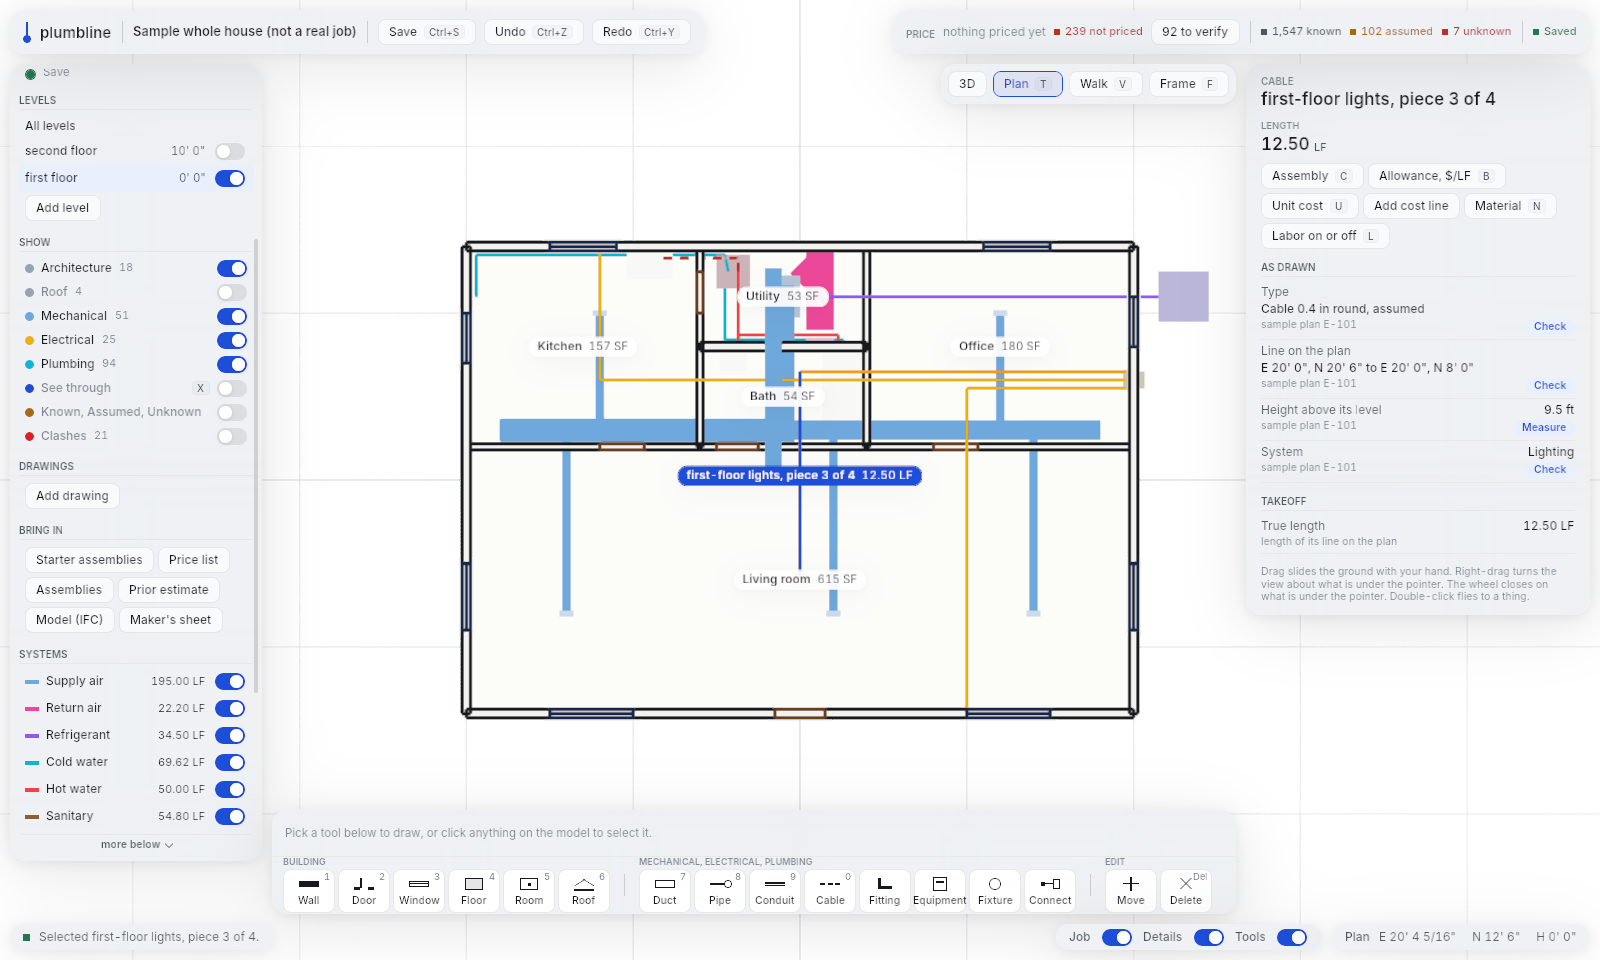 plumbline
Sample whole house (not a real job)
Save Ctrl+S
Undo Ctrl+Z
Redo Ctrl+Y
PRICE nothing priced yet 239 not priced 92 to verify 1,547 known 102 assumed 7 unknown Saved
3D
Plan T
Walk V
Frame F
Save
LEVELS
All levels
second floor 10' 0"
first floor 0' 0"
Add level
SHOW
Architecture 18
Roof 4
Mechanical 51
Electrical 25
Plumbing 94
See through X
Known, Assumed, Unknown
Clashes 21
DRAWINGS
Add drawing
BRING IN
Starter assemblies Price list
Assemblies Prior estimate
Model (IFC) Maker's sheet
SYSTEMS
Supply air 195.00 LF
Return air 22.20 LF
Refrigerant 34.50 LF
Cold water 69.62 LF
Hot water 50.00 LF
Sanitary 54.80 LF
more below
Utility 53 SF
Kitchen 157 SF
Office 180 SF
Bath 54 SF
first-floor lights, piece 3 of 4 12.50 LF
Living room 615 SF
CABLE
first-floor lights, piece 3 of 4
LENGTH
12.50 LF
Assembly C
Allowance, $/LF B
Unit cost U
Add cost line
Material N
Labor on or off L
AS DRAWN
Type
Cable 0.4 in round, assumed
sample plan E-101 Check
Line on the plan
E 20' 0", N 20' 6" to E 20' 0", N 8' 0"
sample plan E-101 Check
Height above its level 9.5 ft
sample plan E-101 Measure
System Lighting
sample plan E-101 Check
TAKEOFF
True length 12.50 LF
length of its line on the plan
Drag slides the ground with your hand. Right-drag turns the
view about what is under the pointer. The wheel closes on
what is under the pointer. Double-click flies to a thing.
Pick a tool below to draw, or click anything on the model to select it.
BUILDING
Wall 1
Door 2
Window 3
Floor 4
Room 5
Roof 6
MECHANICAL, ELECTRICAL, PLUMBING
Duct 7
Pipe 8
Conduit 9
Cable 0
Fitting
Equipment
Fixture
Connect
EDIT
Move
Delete Del
Selected first-floor lights, piece 3 of 4.
Job Details Tools
Plan E 20' 4 5/16" N 12' 6" H 0' 0"